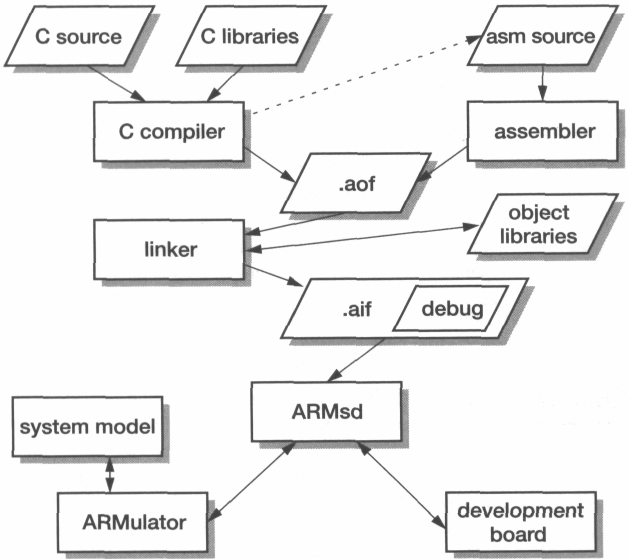 C source
C libraries
asm source
C compiler
assembler
.aof
object
libraries
linker
.aif
debug
ARMsd
system model
ARMulator
development
board